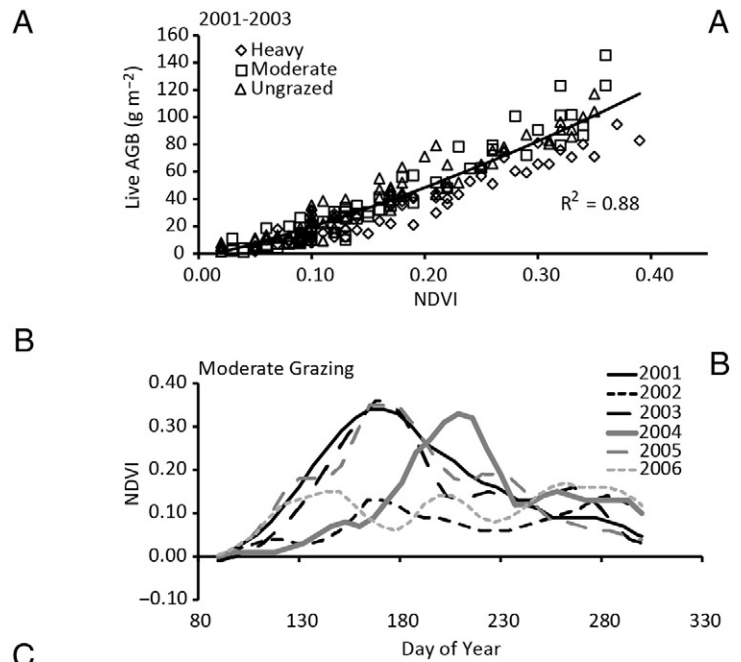 A
A
2001-2003
160
140
120
100
80
60
40
20
0
Live AGB (g m⁻²)
Heavy
Moderate
Ungrazed
R² = 0.88
0.00 0.10 0.20 0.30 0.40
NDVI
B
B
Moderate Grazing
0.40
0.30
0.20
0.10
0.00
−0.10
NDVI
2001
2002
2003
2004
2005
2006
80 130 180 230 280 330
Day of Year
C